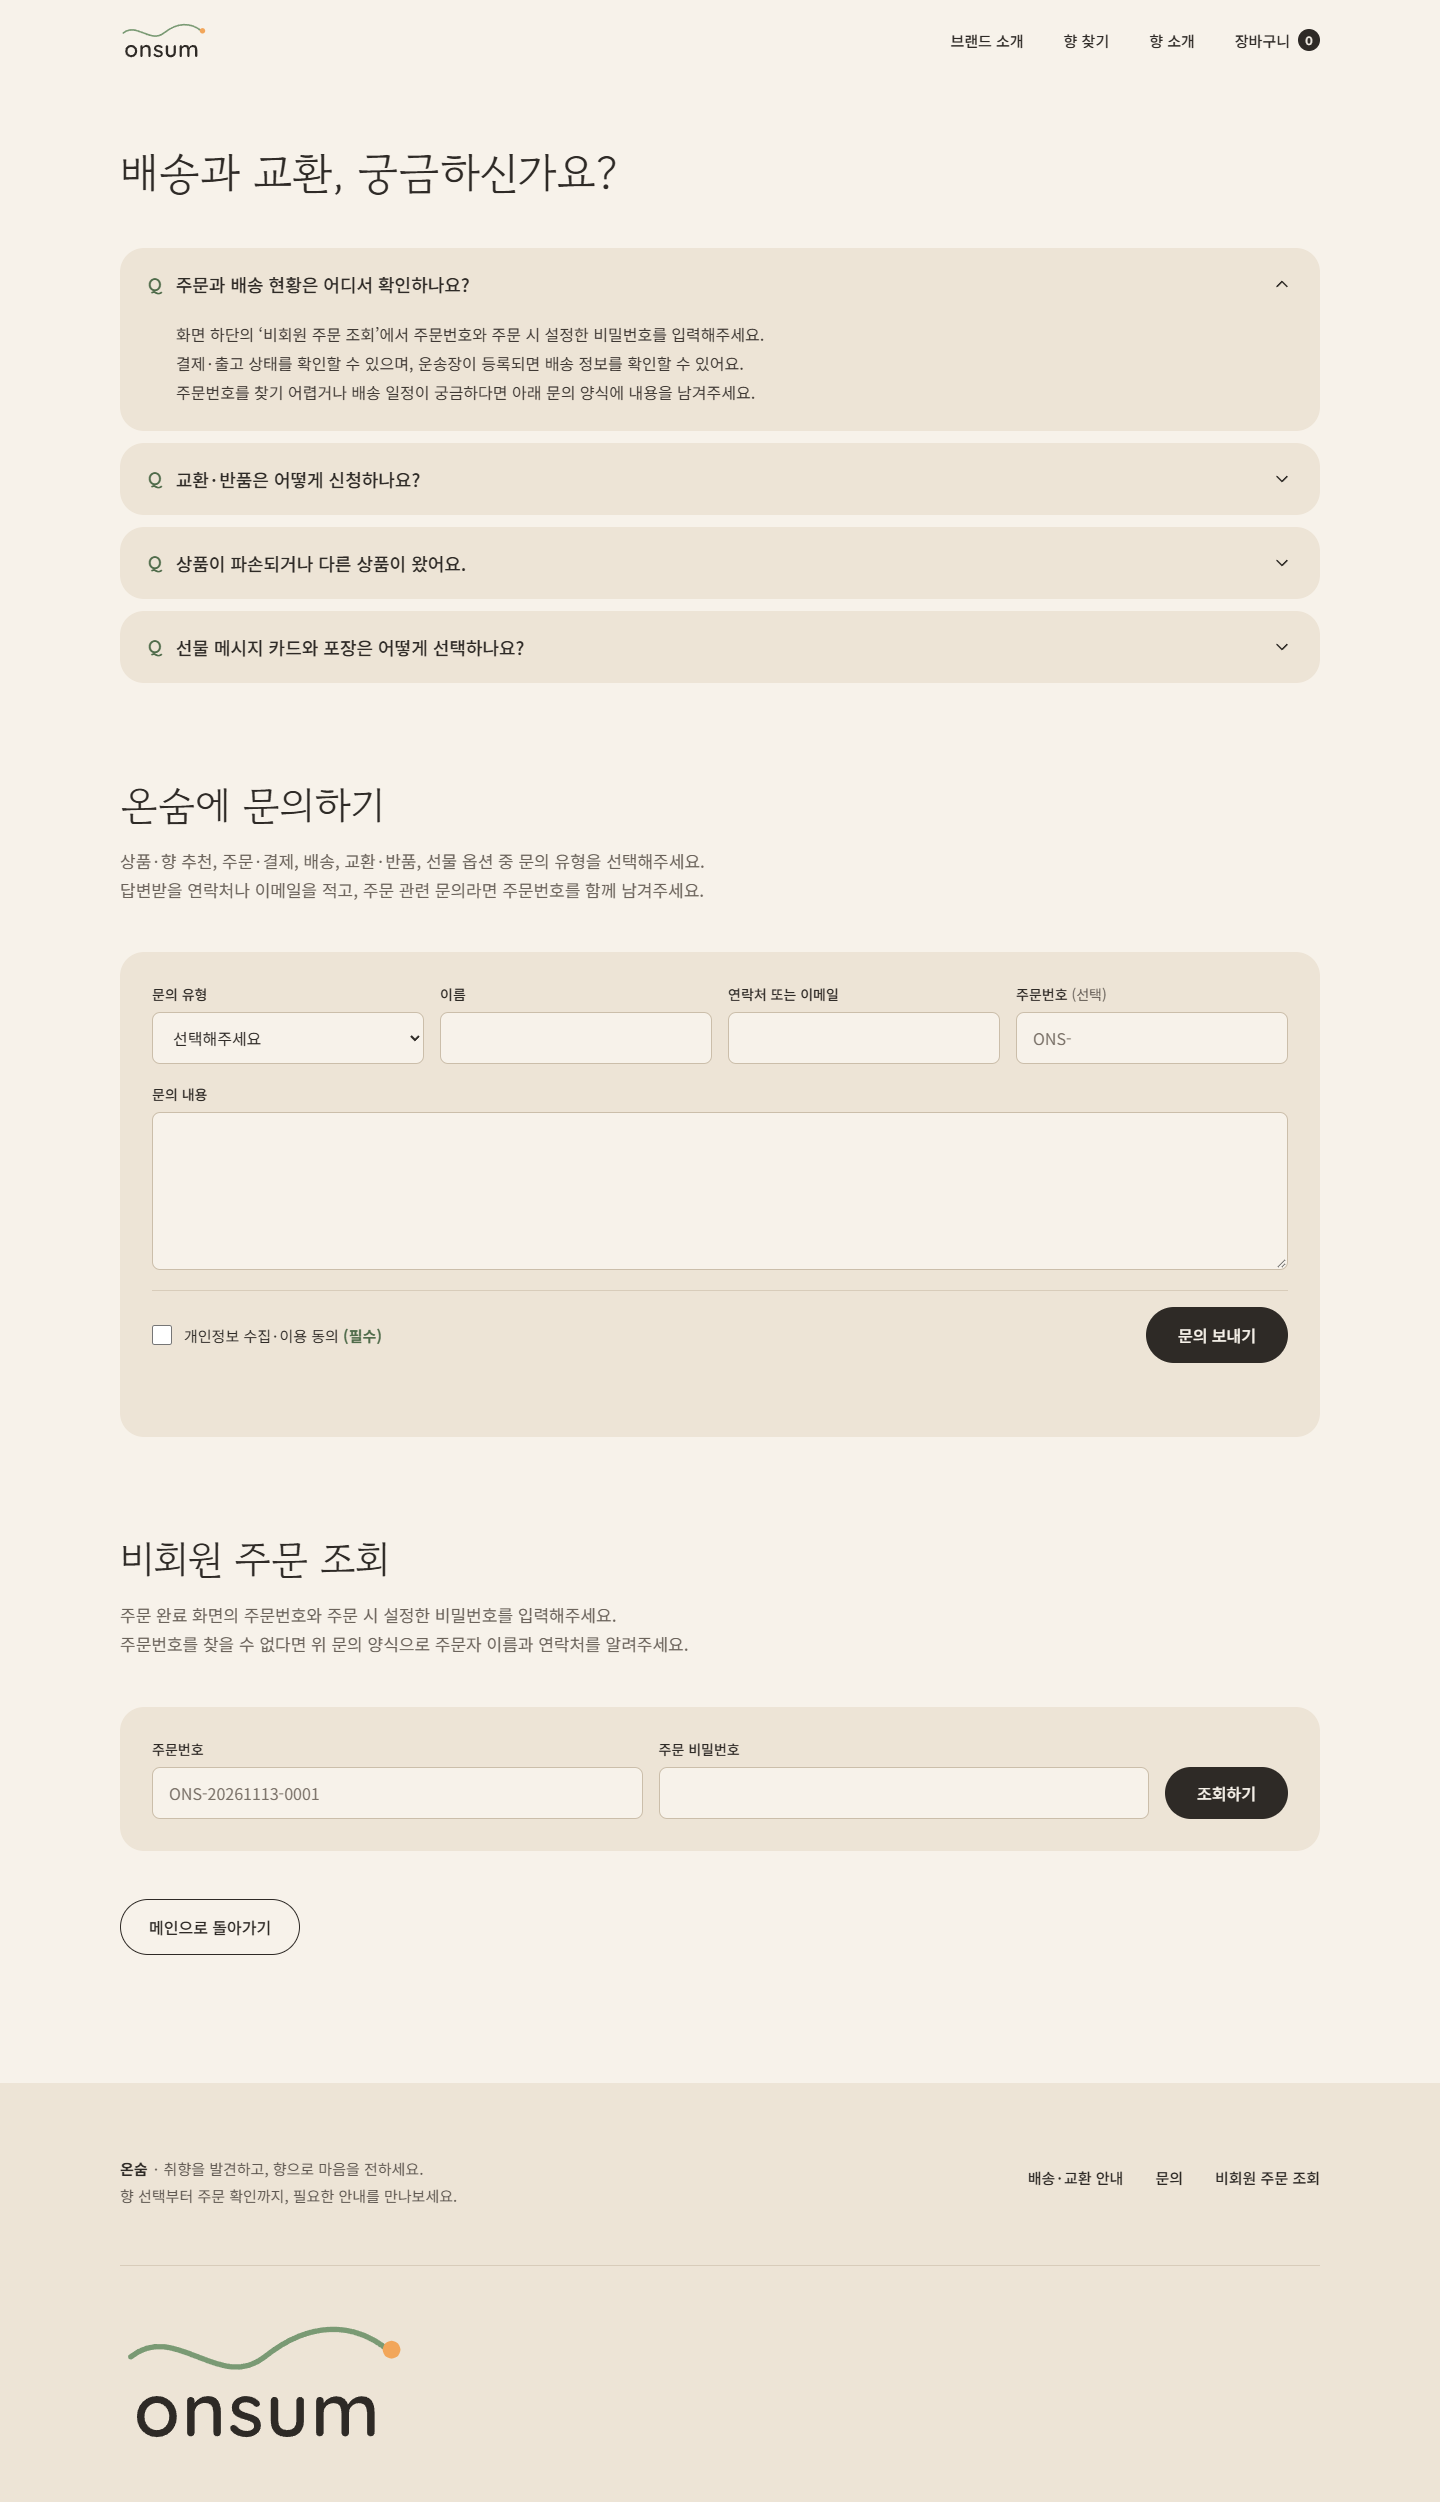 onsum
브랜드 소개
향 찾기
향 소개
장바구니 0
배송과 교환, 궁금하신가요?
Q 주문과 배송 현황은 어디서 확인하나요?
화면 하단의 ‘비회원 주문 조회’에서 주문번호와 주문 시 설정한 비밀번호를 입력해주세요.
결제·출고 상태를 확인할 수 있으며, 운송장이 등록되면 배송 정보를 확인할 수 있어요.
주문번호를 찾기 어렵거나 배송 일정이 궁금하다면 아래 문의 양식에 내용을 남겨주세요.
Q 교환·반품은 어떻게 신청하나요?
Q 상품이 파손되거나 다른 상품이 왔어요.
Q 선물 메시지 카드와 포장은 어떻게 선택하나요?
온숨에 문의하기
상품·향 추천, 주문·결제, 배송, 교환·반품, 선물 옵션 중 문의 유형을 선택해주세요.
답변받을 연락처나 이메일을 적고, 주문 관련 문의라면 주문번호를 함께 남겨주세요.
문의 유형
선택해주세요
이름
연락처 또는 이메일
주문번호 (선택)
ONS-
문의 내용
개인정보 수집·이용 동의 (필수)
문의 보내기
비회원 주문 조회
주문 완료 화면의 주문번호와 주문 시 설정한 비밀번호를 입력해주세요.
주문번호를 찾을 수 없다면 위 문의 양식으로 주문자 이름과 연락처를 알려주세요.
주문번호
ONS-20261113-0001
주문 비밀번호
조회하기
메인으로 돌아가기
온숨 · 취향을 발견하고, 향으로 마음을 전하세요.
향 선택부터 주문 확인까지, 필요한 안내를 만나보세요.
배송·교환 안내
문의
비회원 주문 조회
onsum